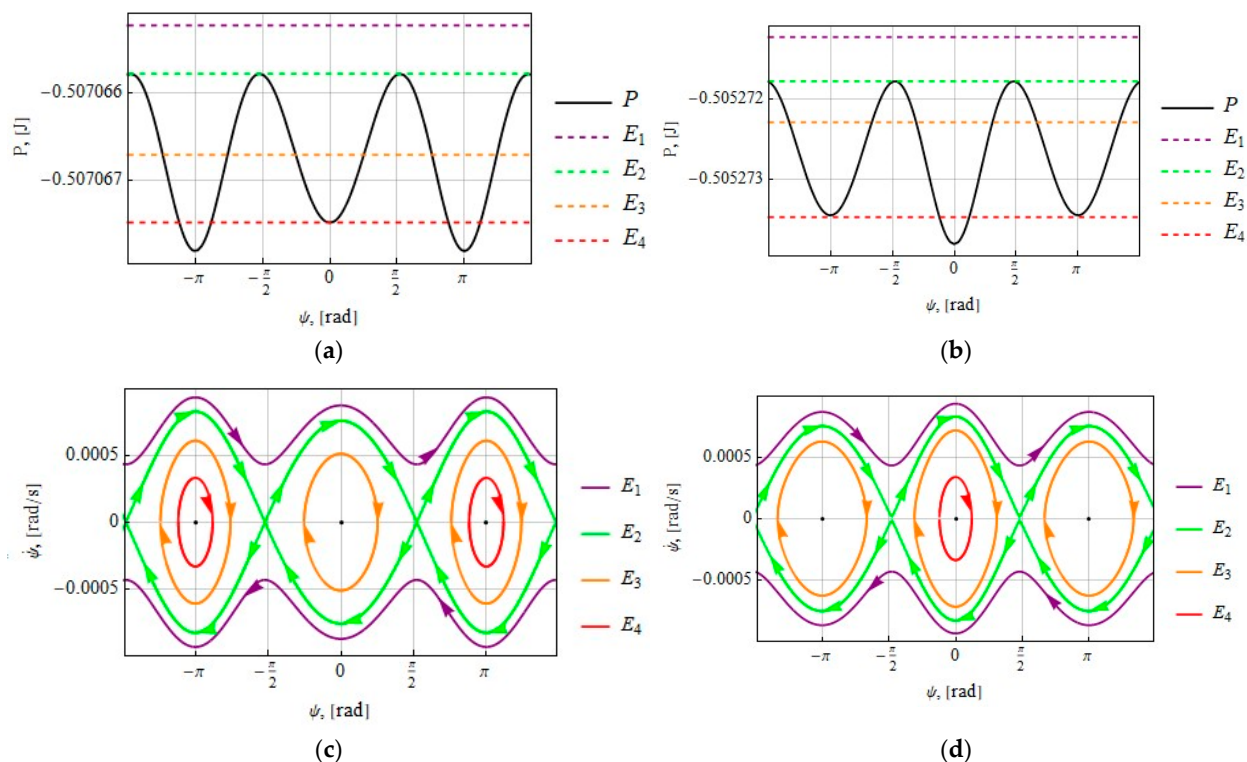 −0.507066
−0.507067
P, [J]
−π
−π/2
0
π/2
π
ψ, [rad]
P
E₁
E₂
E₃
E₄
(a)
−0.505272
−0.505273
P, [J]
−π
−π/2
0
π/2
π
ψ, [rad]
P
E₁
E₂
E₃
E₄
(b)
0.0005
0
−0.0005
ψ̇, [rad/s]
−π
−π/2
0
π/2
π
ψ, [rad]
E₁
E₂
E₃
E₄
(c)
0.0005
0
−0.0005
ψ̇, [rad/s]
−π
−π/2
0
π/2
π
ψ, [rad]
E₁
E₂
E₃
E₄
(d)